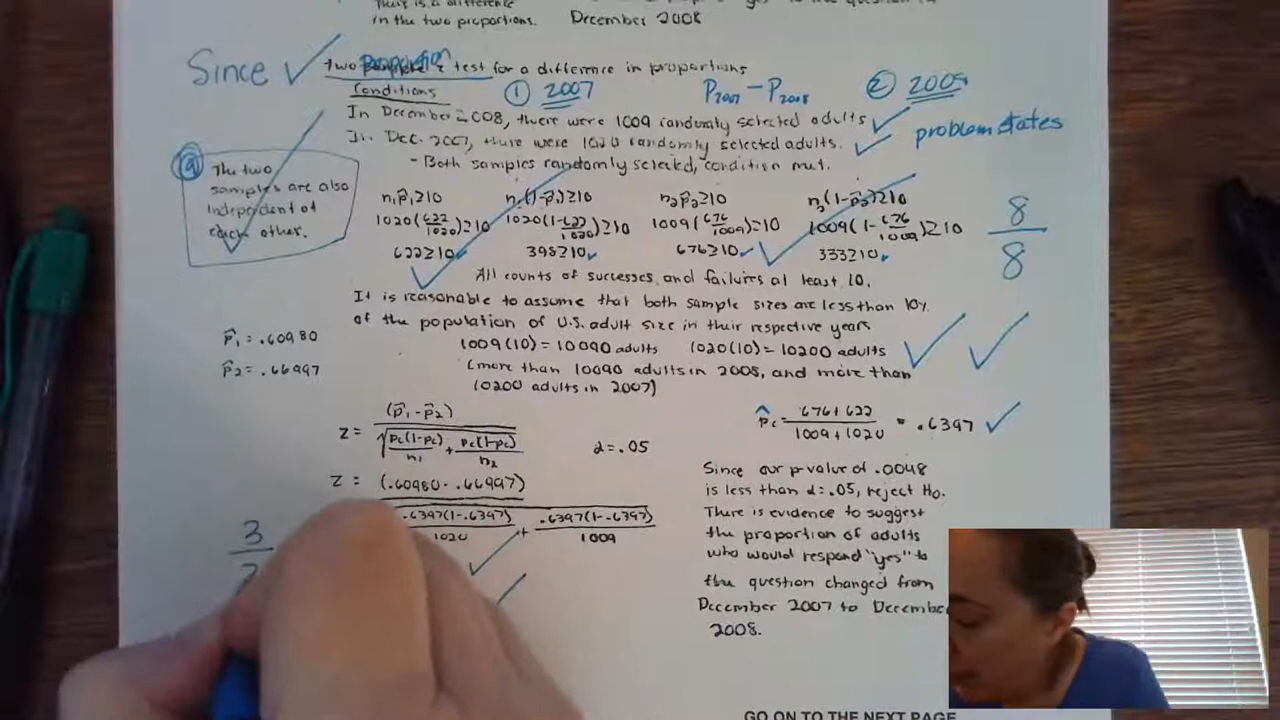 There is a difference
in the two proportions. December 2008
Since
proportion
two z test for a difference in proportions
Conditions
① 2007
P2007 - P2008
②
In December 2008, there were 1009 randomly selected adults
In Dec. 2007, there were 1020 randomly selected adults.
problem states
- Both samples randomly selected, condition met.
The two
samples are also
independent of
each other.
n₁p̂₁≥10 n₁(1-p̂₁)≥10 n₂p̂₂≥10 n₂(1-p̂₂)≥10
1020(622/1020)≥10 1020(1-622/1020)≥10 1009(676/1009)≥10 1009(1-676/1009)≥10
622≥10 398≥10 676≥10 333≥10
8/8
All counts of successes and failures at least 10.
It is reasonable to assume that both sample sizes are less than 10%
of the population of U.S. adult size in their respective years
1009(10) = 10090 adults 1020(10) = 10200 adults
(more than 10090 adults in 2008, and more than
10200 adults in 2007)
p̂₁ = .60980
p̂₂ = .66997
z = (p̂₁-p̂₂) / √(pc(1-pc)/n₁ + pc(1-pc)/n₂)
α = .05
p̂c = 676+622 / 1009+1020 = .6397
z = (.60980 - .66997)
.6397(1-.6397)/1020 + .6397(1-.6397)/1009
3
Since our p value of .0048
is less than α = .05, reject H₀.
There is evidence to suggest
the proportion of adults
who would respond "yes" to
the question changed from
December 2007 to December
2008.
GO ON TO THE NEXT PAGE